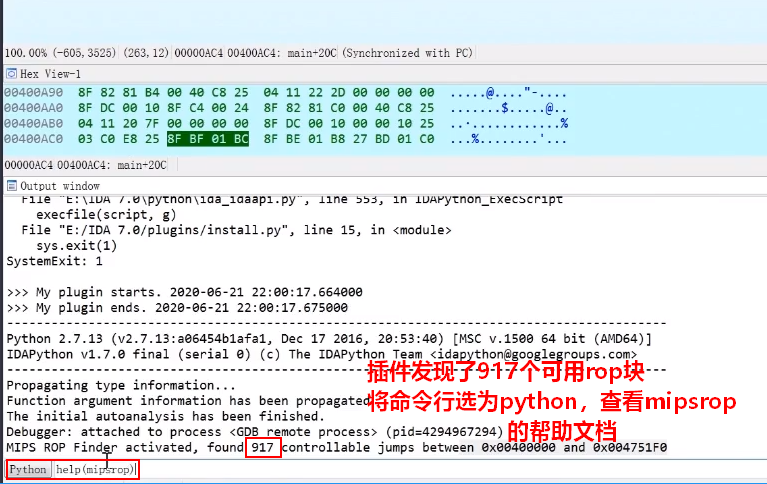 100.00% (-605,3525) (263,12) 00000AC4 00400AC4: main+20C (Synchronized with PC)
Hex View-1
00400A90 8F 82 81 B4 00 40 C8 25 04 11 22 2D 00 00 00 00 .....@...."-....
00400AA0 8F DC 00 10 8F C4 00 24 8F 82 81 C0 00 40 C8 25 .......$.....@..
00400AB0 04 11 20 7F 00 00 00 00 8F DC 00 10 00 00 10 25 ..·............%
00400AC0 03 C0 E8 25 8F BF 01 BC 8F BE 01 B8 27 BD 01 C0 ...%........'...
00000AC4 00400AC4: main+20C
Output window
File "E:\IDA 7.0\python\ida_idaapi.py", line 553, in IDAPython_ExecScript
execfile(script, g)
File "E:/IDA 7.0/plugins/install.py", line 15, in <module>
sys.exit(1)
SystemExit: 1
>>> My plugin starts. 2020-06-21 22:00:17.664000
>>> My plugin ends. 2020-06-21 22:00:17.675000
Python 2.7.13 (v2.7.13:a06454b1afa1, Dec 17 2016, 20:53:40) [MSC v.1500 64 bit (AMD64)]
IDAPython v1.7.0 final (serial 0) (c) The IDAPython Team <idapython@googlegroups.com>
插件发现了917个可用rop块
将命令行选为python，查看mipsrop
的帮助文档
Propagating type information...
Function argument information has been propagated
The initial autoanalysis has been finished.
Debugger: attached to process <GDB remote process> (pid=4294967294)
MIPS ROP Finder activated, found 917 controllable jumps between 0x00400000 and 0x004751F0
Python help(mipsrop)